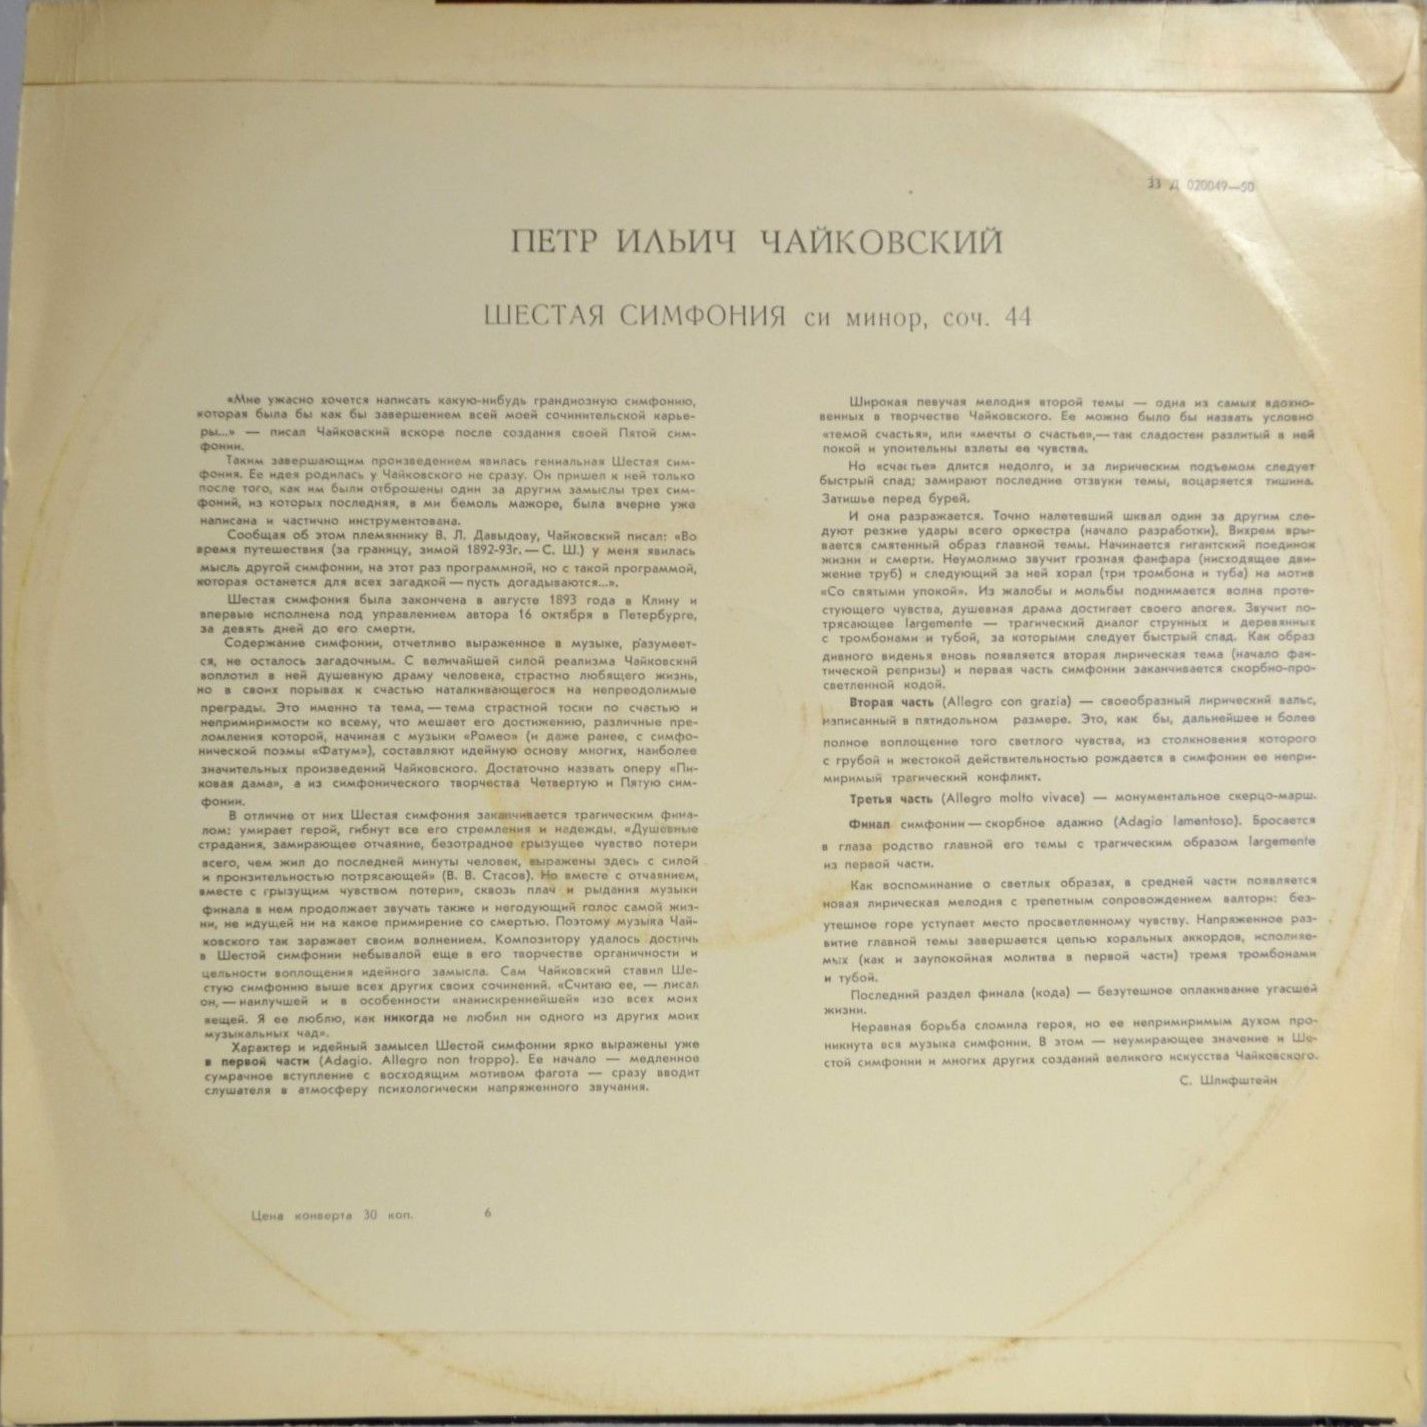 33 Д 020049—50
ПЕТР ИЛЬИЧ ЧАЙКОВСКИЙ
ШЕСТАЯ СИМФОНИЯ си минор, соч. 44
«Мне ужасно хочется написать какую-нибудь грандиозную симфонию,
которая была бы как бы завершением всей моей сочинительской карье-
ры...» — писал Чайковский вскоре после создания своей Пятой сим-
фонии.
Таким завершающим произведением явилась гениальная Шестая сим-
фония. Ее идея родилась у Чайковского не сразу. Он пришел к ней только
после того, как им были отброшены один за другим замыслы трех сим-
фоний, из которых последняя, в ми бемоль мажоре, была вчерне уже
написана и частично инструментована.
Сообщая об этом племяннику В. Л. Давыдову, Чайковский писал: «Во
время путешествия (за границу, зимой 1892-93г. — С. Ш.) у меня явилась
мысль другой симфонии, на этот раз программной, но с такой программой,
которая останется для всех загадкой — пусть догадываются...».
Шестая симфония была закончена в августе 1893 года в Клину и
впервые исполнена под управлением автора 16 октября в Петербурге,
за девять дней до его смерти.
Содержание симфонии, отчетливо выраженное в музыке, разумеет-
ся, не осталось загадочным. С величайшей силой реализма Чайковский
воплотил в ней душевную драму человека, страстно любящего жизнь,
но в своих порывах к счастью наталкивающегося на непреодолимые
преграды. Это именно та тема, — тема страстной тоски по счастью и
непримиримости ко всему, что мешает его достижению, различные пре-
ломления которой, начиная с музыки «Ромео» (и даже ранее, с симфо-
нической поэмы «Фатум»), составляют идейную основу многих, наиболее
значительных произведений Чайковского. Достаточно назвать оперу «Пи-
ковая дама», а из симфонического творчества Четвертую и Пятую сим-
фонии.
В отличие от них Шестая симфония заканчивается трагическим фина-
лом: умирает герой, гибнут все его стремления и надежды. «Душевные
страдания, замирающее отчаяние, безотрадное грызущее чувство потери
всего, чем жил до последней минуты человек, выражены здесь с силой
и пронзительностью потрясающей» (В. В. Стасов). Но вместе с отчаянием,
вместе с грызущим чувством потери», сквозь плач и рыдания музыки
финала в нем продолжает звучать также и негодующий голос самой жиз-
ни, не идущей ни на какое примирение со смертью. Поэтому музыка Чай-
ковского так заражает своим волнением. Композитору удалось достичь
в Шестой симфонии небывалой еще в его творчестве органичности и
цельности воплощения идейного замысла. Сам Чайковский ставил Ше-
стую симфонию выше всех других своих сочинений. «Считаю ее, — писал
он, — наилучшей и в особенности «наиискреннейшей» изо всех моих
вещей. Я ее люблю, как никогда не любил ни одного из других моих
музыкальных чад».
Характер и идейный замысел Шестой симфонии ярко выражены уже
в первой части (Adagio. Allegro non troppo). Ее начало — медленное
сумрачное вступление с восходящим мотивом фагота — сразу вводит
слушателя в атмосферу психологически напряженного звучания.
Широкая певучая мелодия второй темы — одна из самых вдохно-
венных в творчестве Чайковского. Ее можно было бы назвать условно
«темой счастья», или «мечты о счастье»,— так сладостен разлитый в ней
покой и упоительны взлеты ее чувства.
Но «счастье» длится недолго, и за лирическим подъемом следует
быстрый спад; замирают последние отзвуки темы, воцаряется тишина.
Затишье перед бурей.
И она разражается. Точно налетевший шквал один за другим сле-
дуют резкие удары всего оркестра (начало разработки). Вихрем вры-
вается смятенный образ главной темы. Начинается гигантский поединок
жизни и смерти. Неумолимо звучит грозная фанфара (нисходящее дви-
жение труб) и следующий за ней хорал (три тромбона и туба) на мотив
«Со святыми упокой». Из жалобы и мольбы поднимается волна проте-
стующего чувства, душевная драма достигает своего апогея. Звучит по-
трясающее largemente — трагический диалог струнных и деревянных
с тромбонами и тубой, за которыми следует быстрый спад. Как образ
дивного виденья вновь появляется вторая лирическая тема (начало фак-
тической репризы) и первая часть симфонии заканчивается скорбно-про-
светленной кодой.
Вторая часть (Allegro con grazia) — своеобразный лирический вальс,
написанный в пятидольном размере. Это, как бы, дальнейшее и более
полное воплощение того светлого чувства, из столкновения которого
с грубой и жестокой действительностью рождается в симфонии ее непри-
миримый трагический конфликт.
Третья часть (Allegro molto vivace) — монументальное скерцо-марш.
Финал симфонии — скорбное адажио (Adagio lamentoso). Бросается
в глаза родство главной его темы с трагическим образом largemente
из первой части.
Как воспоминание о светлых образах, в средней части появляется
новая лирическая мелодия с трепетным сопровождением валторн: без-
утешное горе уступает место просветленному чувству. Напряженное раз-
витие главной темы завершается цепью хоральных аккордов, исполняе-
мых (как и заупокойная молитва в первой части) тремя тромбонами
и тубой.
Последний раздел финала (кода) — безутешное оплакивание угасшей
жизни.
Неравная борьба сломила героя, но ее непримиримым духом про-
никнута вся музыка симфонии. В этом — неумирающее значение и Ше-
стой симфонии и многих других созданий великого искусства Чайковского.
С. Шлифштейн
Цена конверта 30 коп. 6